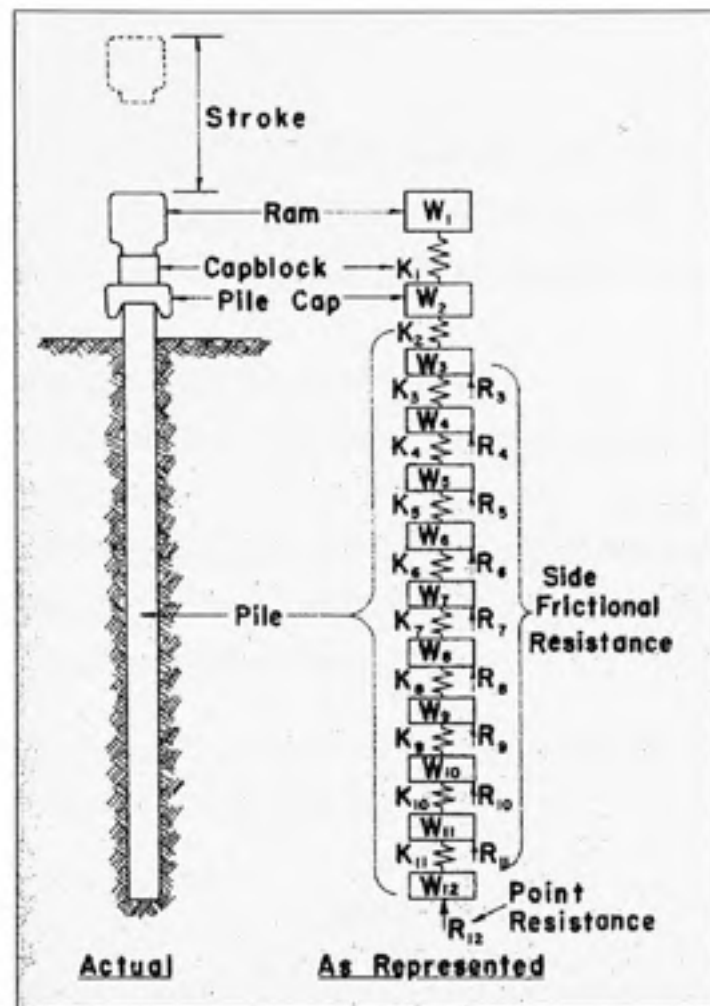 Stroke
Ram
W1
Capblock
K1
Pile Cap
W2
K2
W3
K3
R3
W4
K4
R4
W5
K5
R5
W6
K6
R6
Side
Frictional
Resistance
W7
Pile
K7
R7
W8
K8
R8
W9
K9
R9
W10
K10
R10
W11
K11
R11
W12
Point
Resistance
R12
Actual
As Represented